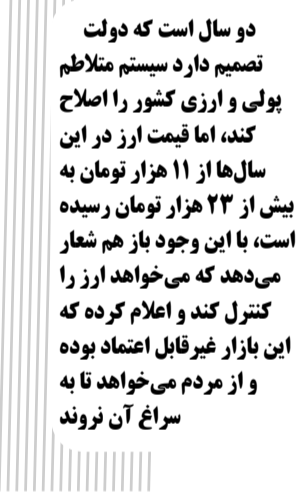 دو سال است که دولت
تصمیم دارد سیستم متلاطم
پولی و ارزی کشور را اصلاح
کند، اما قیمت ارز در این
سال‌ها از ۱۱ هزار تومان به
بیش از ۲۳ هزار تومان رسیده
است، با این وجود باز هم شعار
می‌دهد که می‌خواهد ارز را
کنترل کند و اعلام کرده که
این بازار غیرقابل اعتماد بوده
و از مردم می‌خواهد تا به
سراغ آن نروند